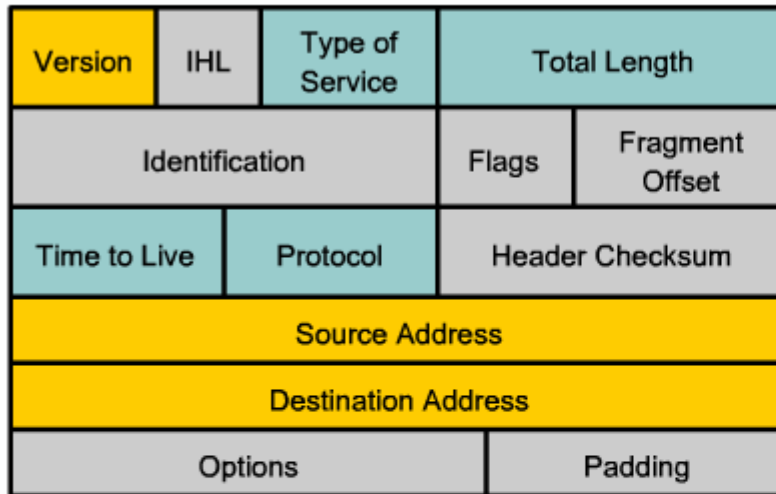 Version
IHL
Type of
Service
Total Length
Identification
Flags
Fragment
Offset
Time to Live
Protocol
Header Checksum
Source Address
Destination Address
Options
Padding